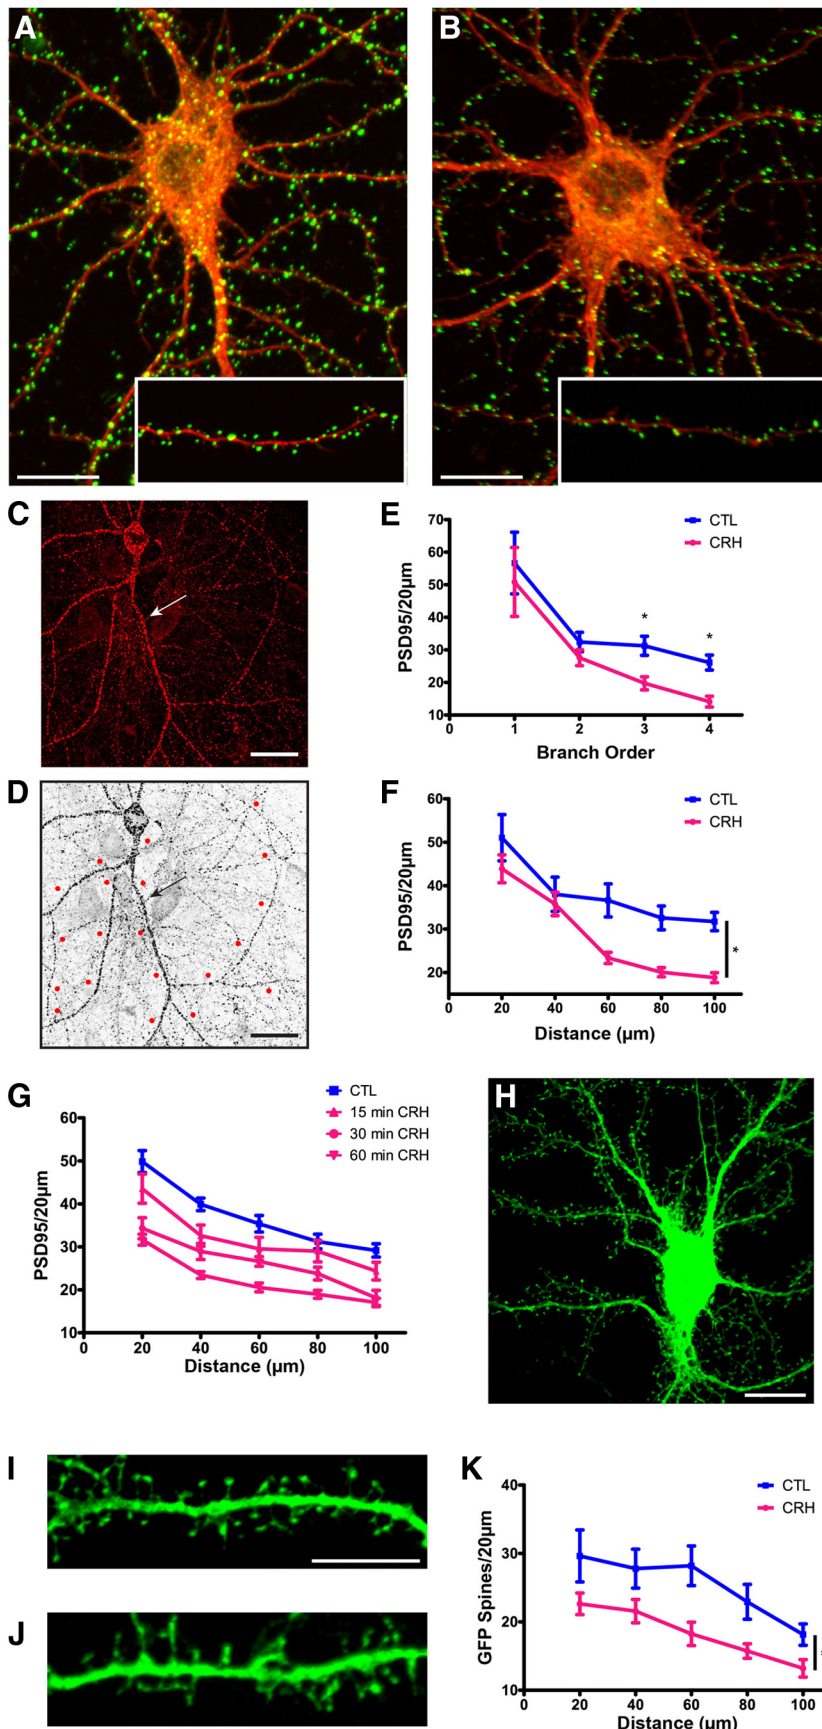 A
B
C
D
E
70
60
50
40
30
20
10
0
1
2
3
4
PSD95/20µm
Branch Order
CTL
CRH
*
*
F
60
50
40
30
20
0
20
40
60
80
100
PSD95/20µm
Distance (µm)
CTL
CRH
*
G
60
50
40
30
20
10
0
20
40
60
80
100
PSD95/20µm
Distance (µm)
CTL
15 min CRH
30 min CRH
60 min CRH
H
I
J
K
40
30
20
10
0
20
40
60
80
100
GFP Spines/20µm
Distance (µm)
CTL
CRH